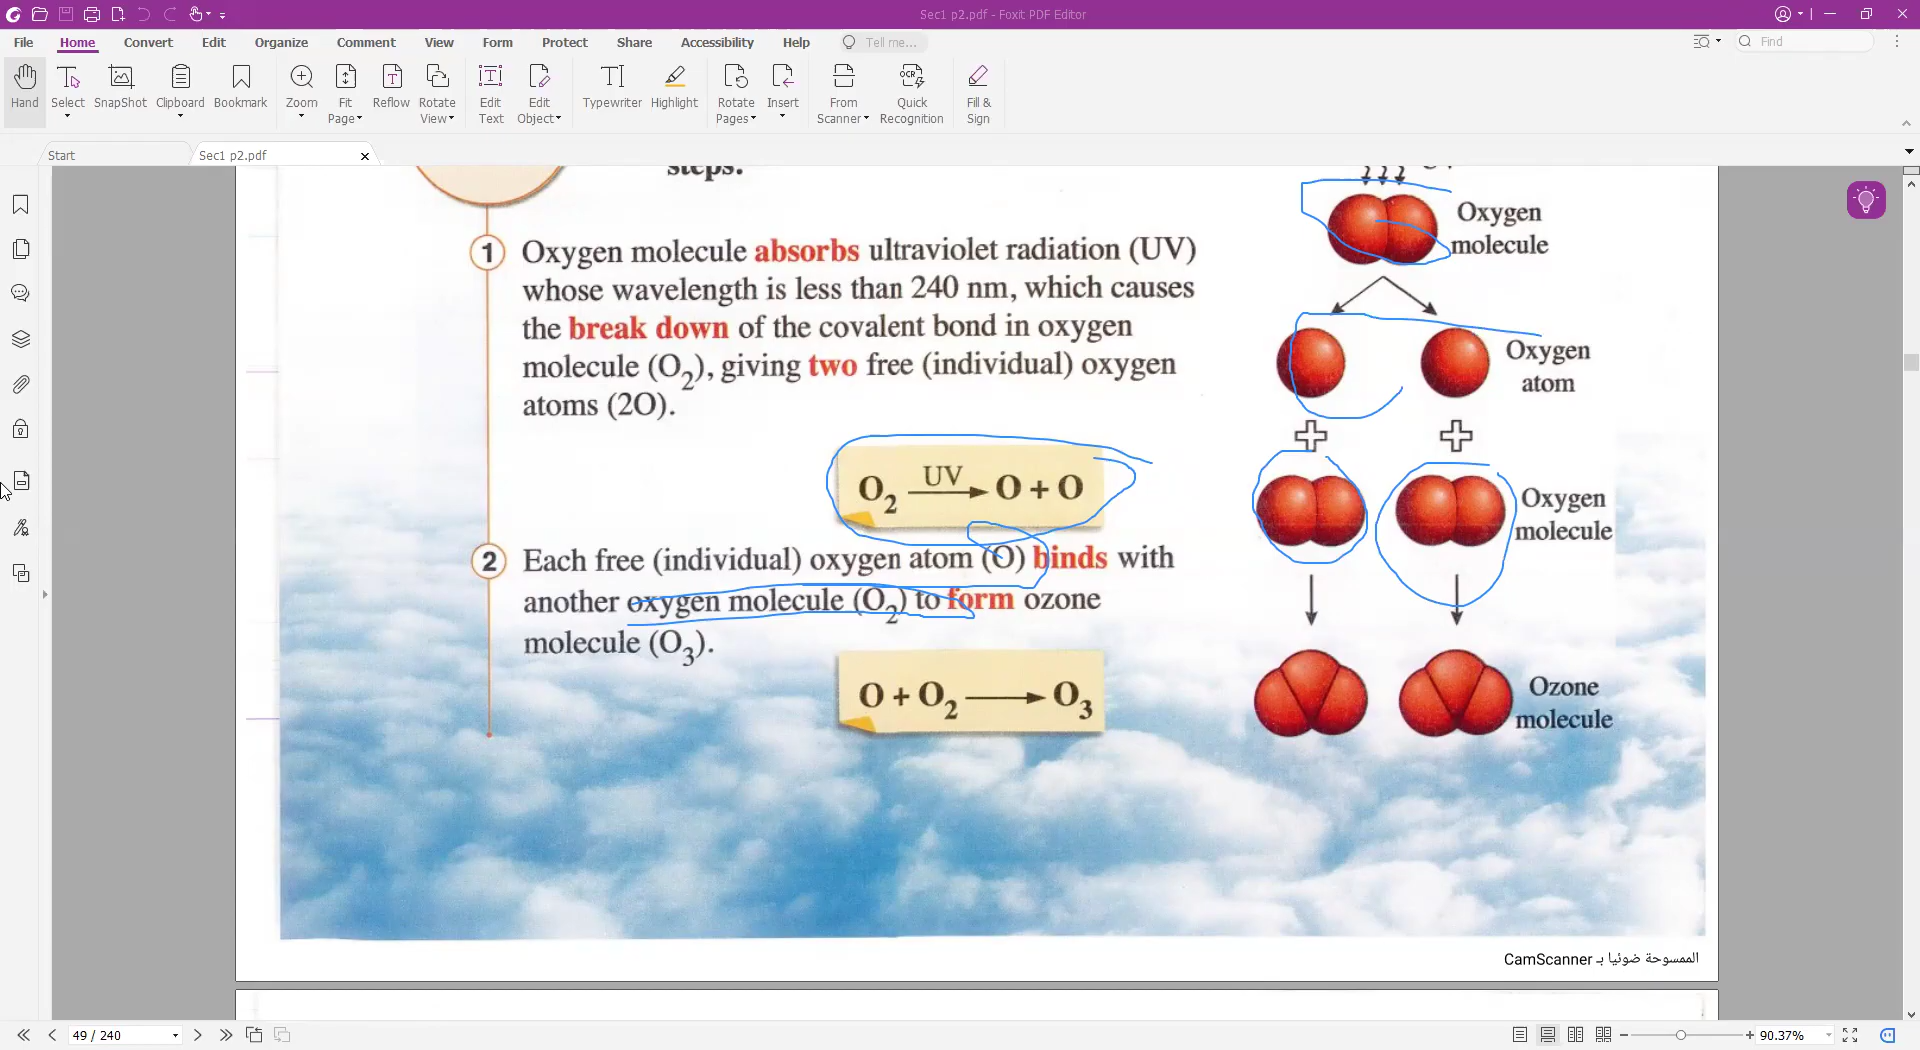 Sec1 p2.pdf - Foxit PDF Editor
File Home Convert Edit Organize Comment View Form Protect Share Accessibility Help Tell me... Find
Hand Select SnapShot Clipboard Bookmark Zoom Fit Page Reflow Rotate View Edit Text Edit Object Typewriter Highlight Rotate Pages Insert From Scanner OCR Quick Recognition Fill & Sign
Start Sec1 p2.pdf
steps.
1 Oxygen molecule absorbs ultraviolet radiation (UV)
whose wavelength is less than 240 nm, which causes
the break down of the covalent bond in oxygen
molecule (O2), giving two free (individual) oxygen
atoms (2O).
O2 UV → O + O
2 Each free (individual) oxygen atom (O) binds with
another oxygen molecule (O2) to form ozone
molecule (O3).
O + O2 → O3
Oxygen
molecule
Oxygen
atom
Oxygen
molecule
Ozone
molecule
الممسوحة ضوئيا بـ CamScanner
49 / 240
90.37%